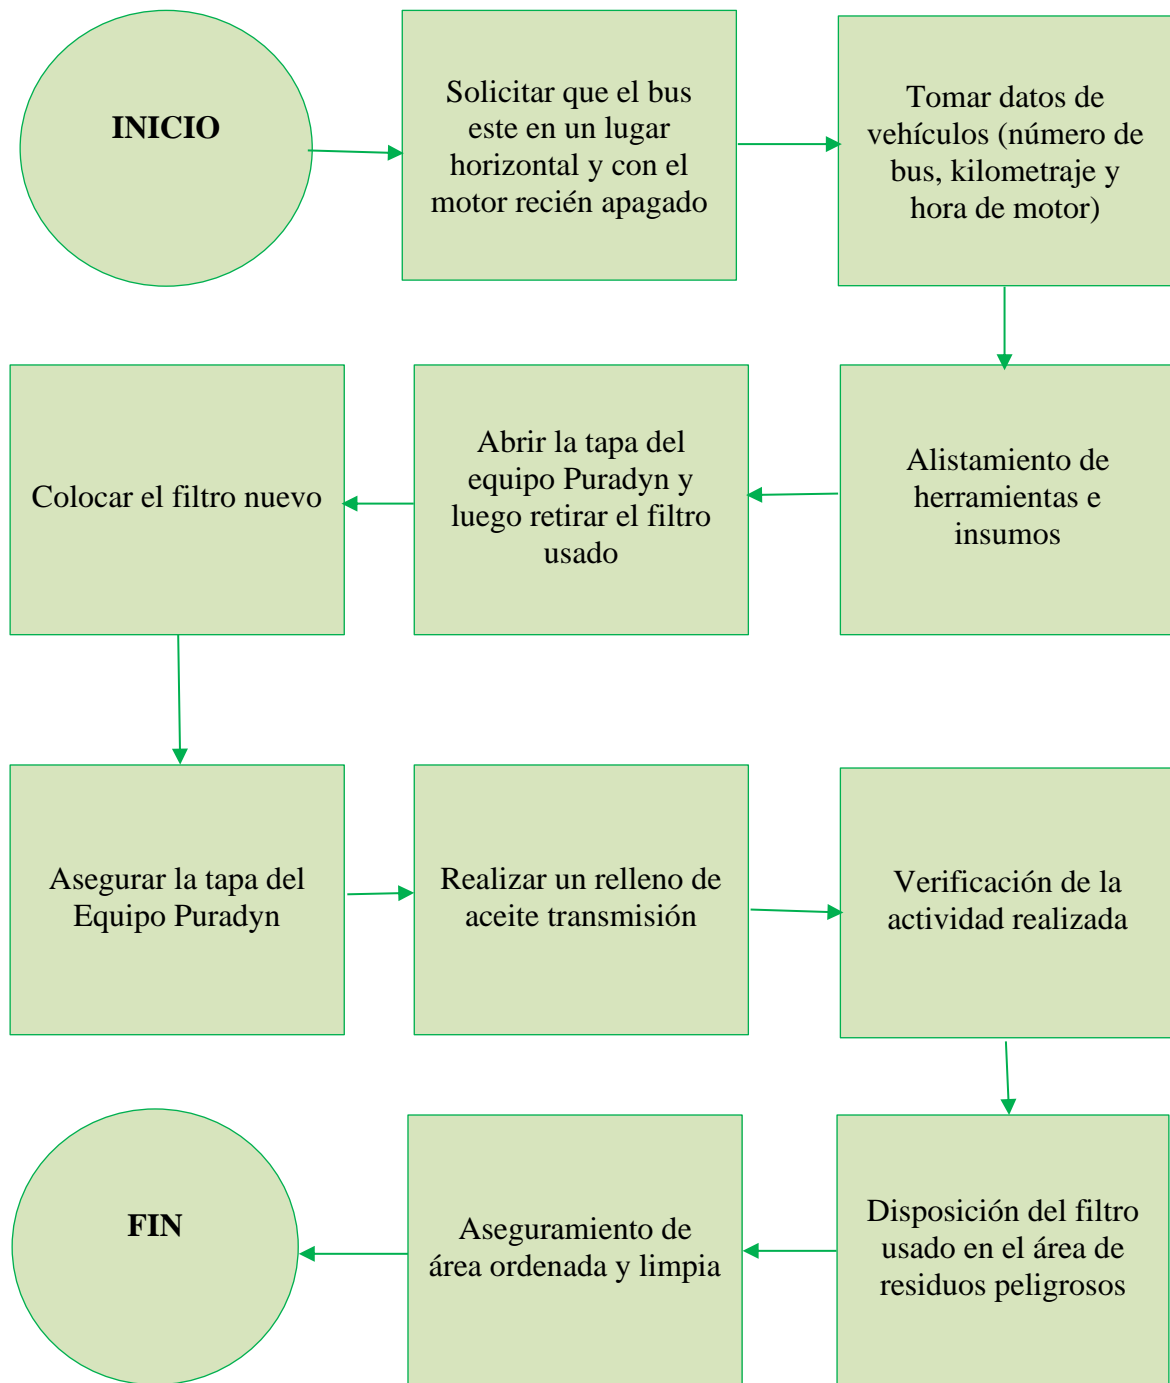 INICIO
Solicitar que el bus
este en un lugar
horizontal y con el
motor recién apagado
Tomar datos de
vehículos (número de
bus, kilometraje y
hora de motor)
Alistamiento de
herramientas e
insumos
Abrir la tapa del
equipo Puradyn y
luego retirar el filtro
usado
Colocar el filtro nuevo
Asegurar la tapa del
Equipo Puradyn
Realizar un relleno de
aceite transmisión
Verificación de la
actividad realizada
Disposición del filtro
usado en el área de
residuos peligrosos
Aseguramiento de
área ordenada y limpia
FIN